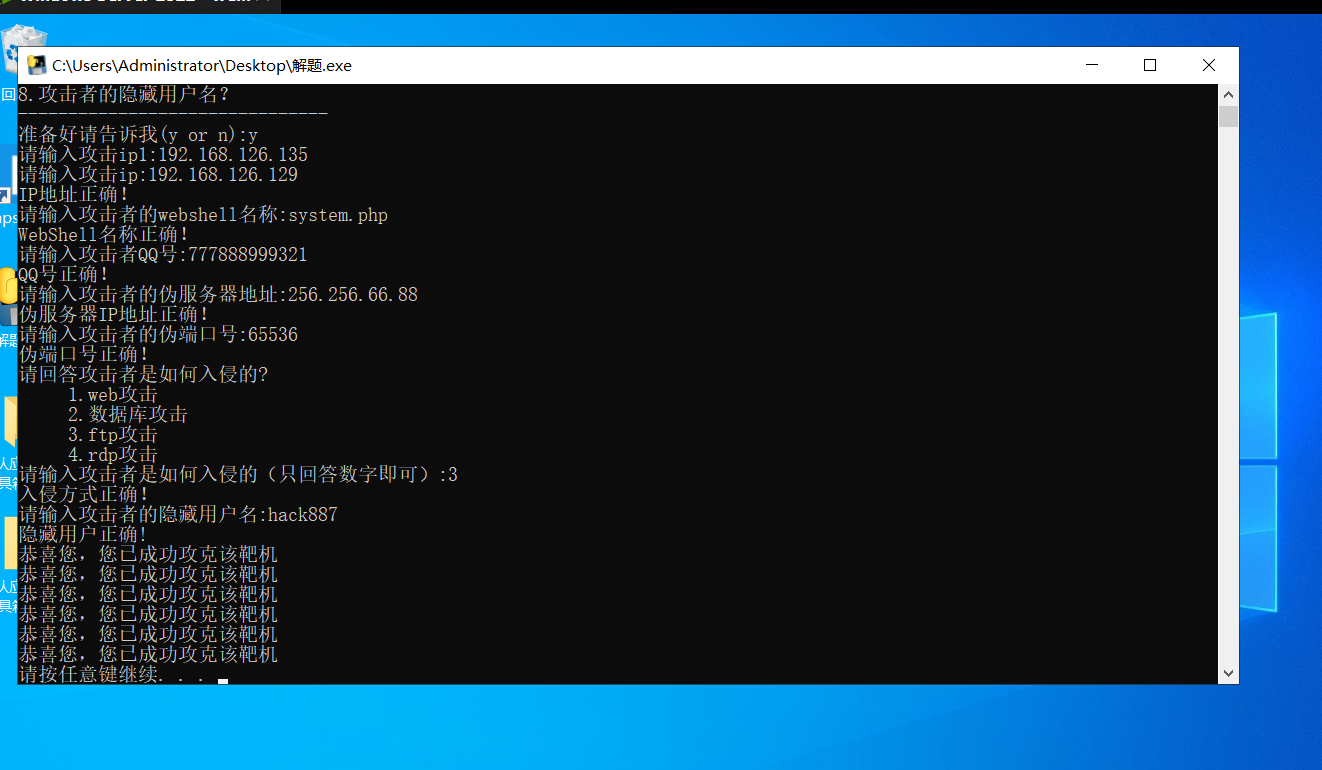 C:\Users\Administrator\Desktop\解题.exe
8.攻击者的隐藏用户名?
-------------------------------
准备好请告诉我(y or n):y
请输入攻击ip1:192.168.126.135
请输入攻击ip:192.168.126.129
IP地址正确!
请输入攻击者的webshell名称:system.php
WebShell名称正确!
请输入攻击者QQ号:777888999321
QQ号正确!
请输入攻击者的伪服务器地址:256.256.66.88
伪服务器IP地址正确!
请输入攻击者的伪端口号:65536
伪端口号正确!
请回答攻击者是如何入侵的?
1.web攻击
2.数据库攻击
3.ftp攻击
4.rdp攻击
请输入攻击者是如何入侵的（只回答数字即可）:3
入侵方式正确!
请输入攻击者的隐藏用户名:hack887
隐藏用户正确!
恭喜您，您已成功攻克该靶机
恭喜您，您已成功攻克该靶机
恭喜您，您已成功攻克该靶机
恭喜您，您已成功攻克该靶机
恭喜您，您已成功攻克该靶机
恭喜您，您已成功攻克该靶机
请按任意键继续. . .